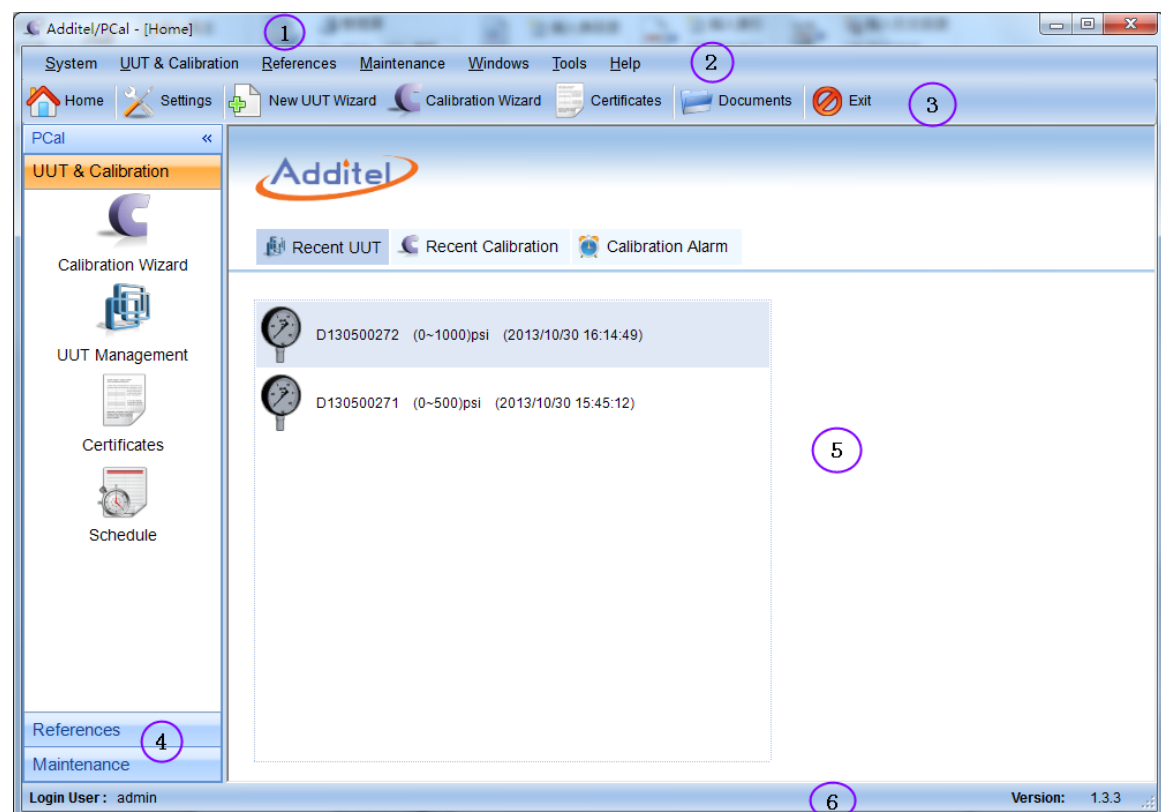 Additel/PCal - [Home]
1
System UUT & Calibration References Maintenance Windows Tools Help
2
Home Settings New UUT Wizard Calibration Wizard Certificates Documents Exit
3
PCal «
UUT & Calibration
Calibration Wizard
UUT Management
Certificates
Schedule
References
4
Maintenance
Additel
Recent UUT Recent Calibration Calibration Alarm
D130500272 (0~1000)psi (2013/10/30 16:14:49)
D130500271 (0~500)psi (2013/10/30 15:45:12)
5
Login User : admin
6
Version: 1.3.3